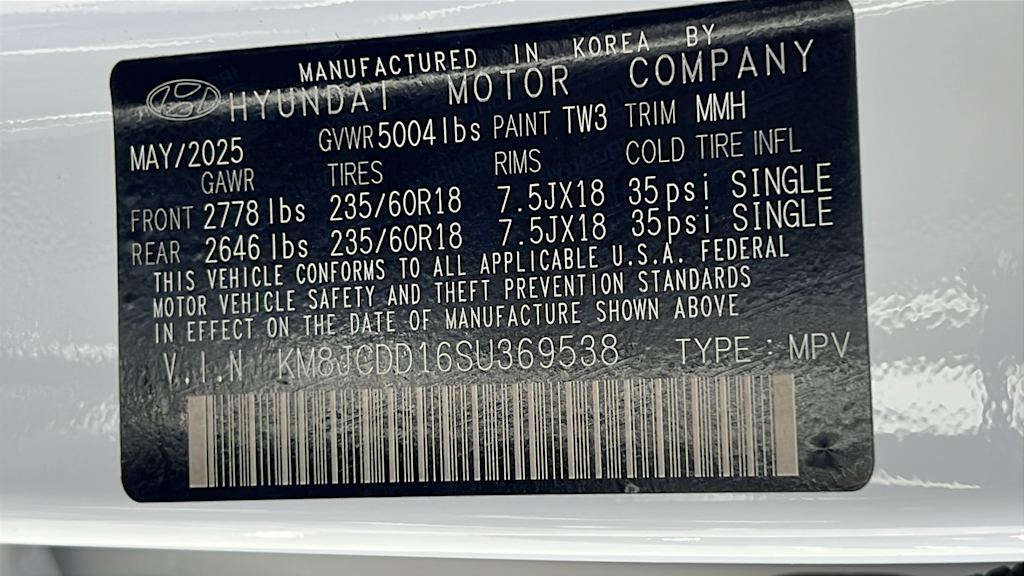 MANUFACTURED IN KOREA BY
HYUNDAI MOTOR COMPANY
MAY/2025 GVWR 5004 lbs PAINT TW3 TRIM MMH
GAWR TIRES RIMS COLD TIRE INFL
FRONT 2778 lbs 235/60R18 7.5JX18 35psi SINGLE
REAR 2646 lbs 235/60R18 7.5JX18 35psi SINGLE
THIS VEHICLE CONFORMS TO ALL APPLICABLE U.S.A. FEDERAL
MOTOR VEHICLE SAFETY AND THEFT PREVENTION STANDARDS
IN EFFECT ON THE DATE OF MANUFACTURE SHOWN ABOVE
V.I.N KM8JCDD16SU369538 TYPE : MPV